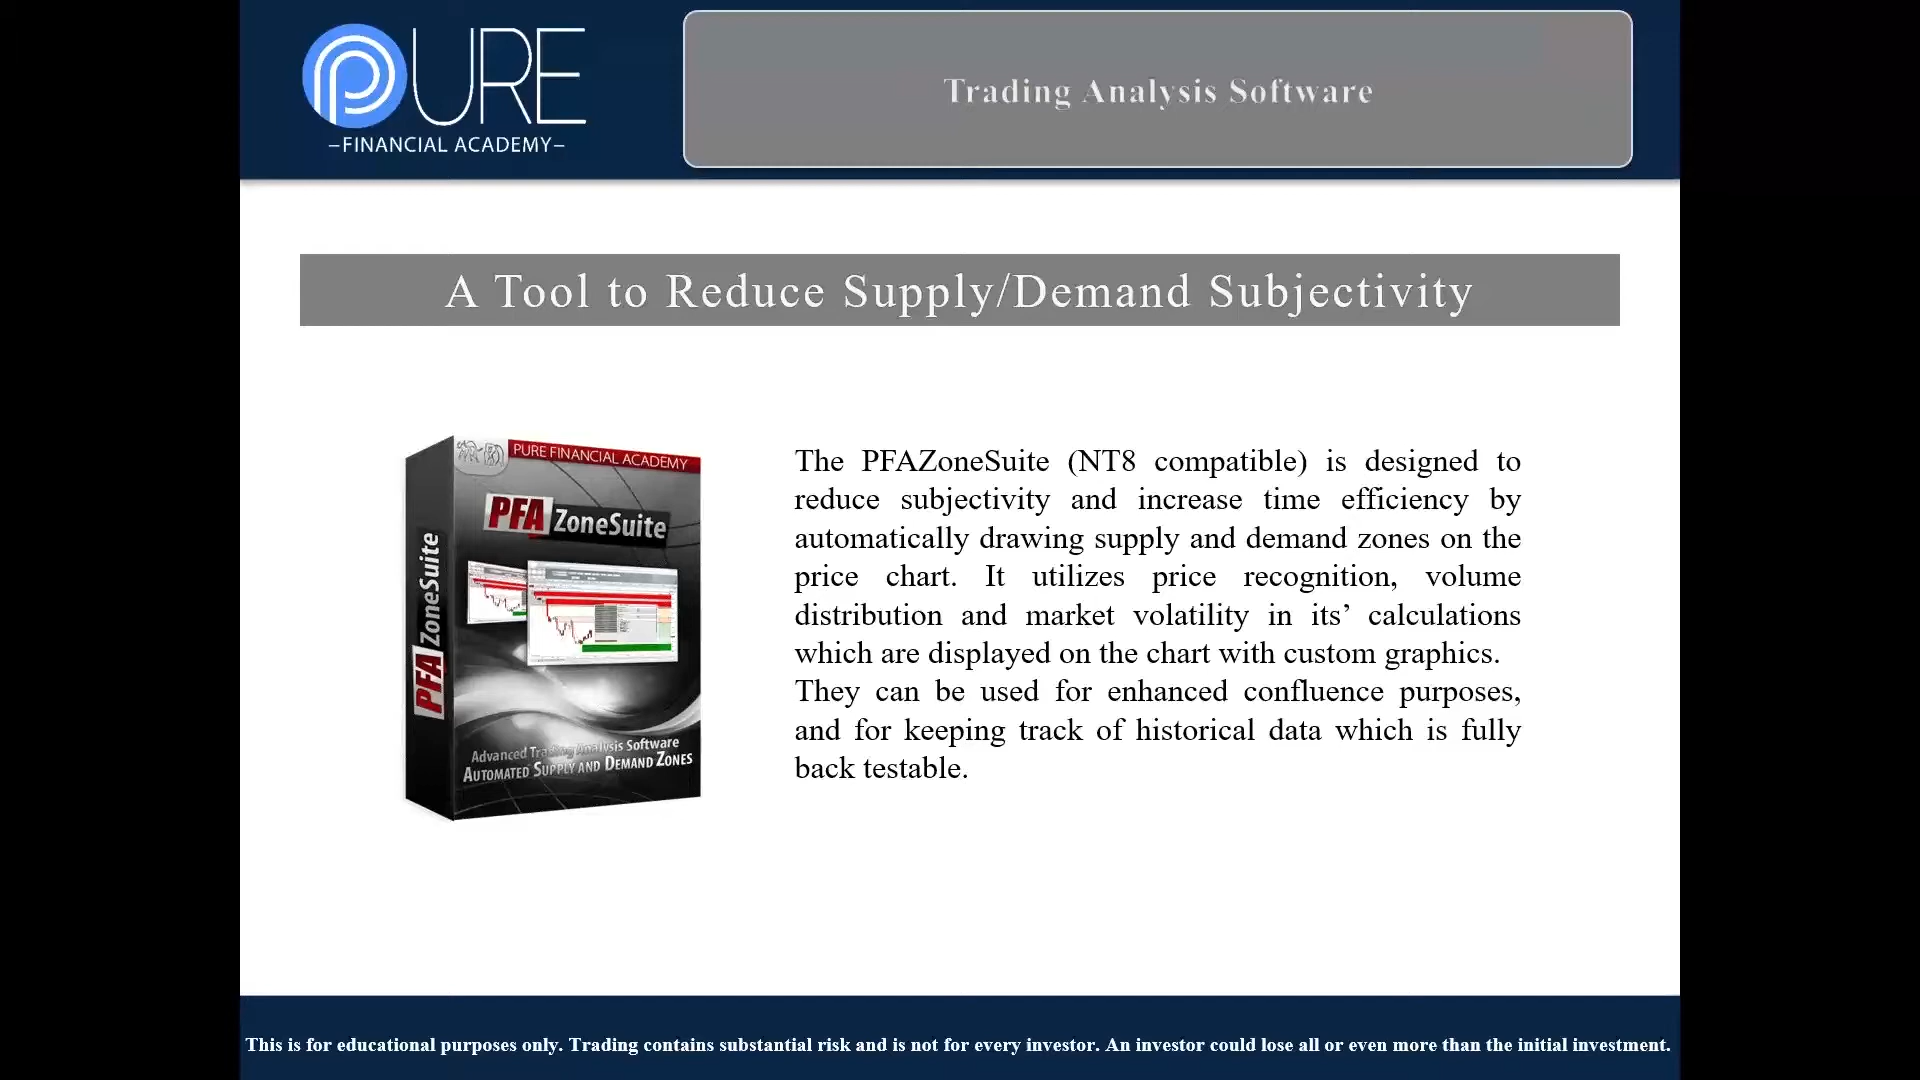 PURE
–FINANCIAL ACADEMY–
Trading Analysis Software
A Tool to Reduce Supply/Demand Subjectivity
PURE FINANCIAL ACADEMY
PFA ZoneSuite
PFA ZoneSuite
Advanced Trading Analysis Software
AUTOMATED SUPPLY AND DEMAND ZONES
The PFAZoneSuite (NT8 compatible) is designed to
reduce subjectivity and increase time efficiency by
automatically drawing supply and demand zones on the
price chart. It utilizes price recognition, volume
distribution and market volatility in its’ calculations
which are displayed on the chart with custom graphics.
They can be used for enhanced confluence purposes,
and for keeping track of historical data which is fully
back testable.
This is for educational purposes only. Trading contains substantial risk and is not for every investor. An investor could lose all or even more than the initial investment.